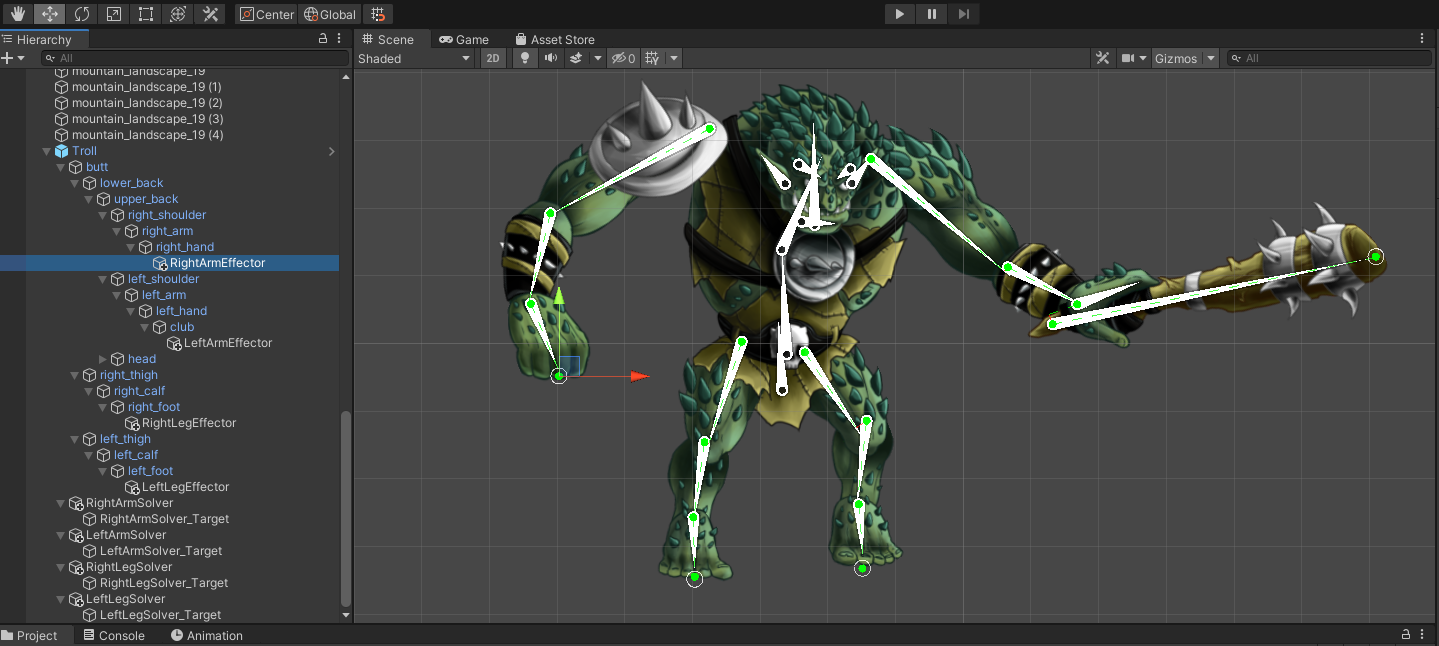 Center Global
Hierarchy
All
Scene Game Asset Store
Shaded 2D 0 Gizmos All
mountain_landscape_19
mountain_landscape_19 (1)
mountain_landscape_19 (2)
mountain_landscape_19 (3)
mountain_landscape_19 (4)
Troll
butt
lower_back
upper_back
right_shoulder
right_arm
right_hand
RightArmEffector
left_shoulder
left_arm
left_hand
club
LeftArmEffector
head
right_thigh
right_calf
right_foot
RightLegEffector
left_thigh
left_calf
left_foot
LeftLegEffector
RightArmSolver
RightArmSolver_Target
LeftArmSolver
LeftArmSolver_Target
RightLegSolver
RightLegSolver_Target
LeftLegSolver
LeftLegSolver_Target
Project Console Animation